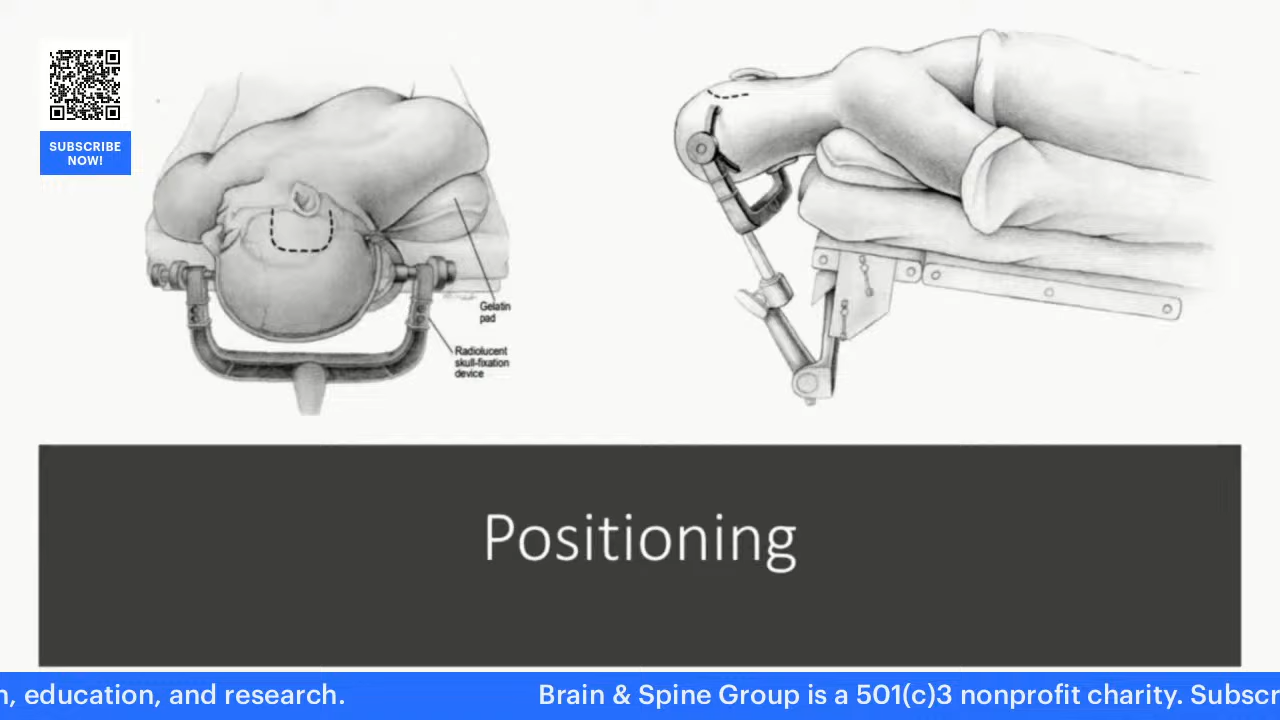 SUBSCRIBE
NOW!
Gelatin
pad
Radiolucent
skull-fixation
device
Positioning
, education, and research.
Brain & Spine Group is a 501(c)3 nonprofit charity.